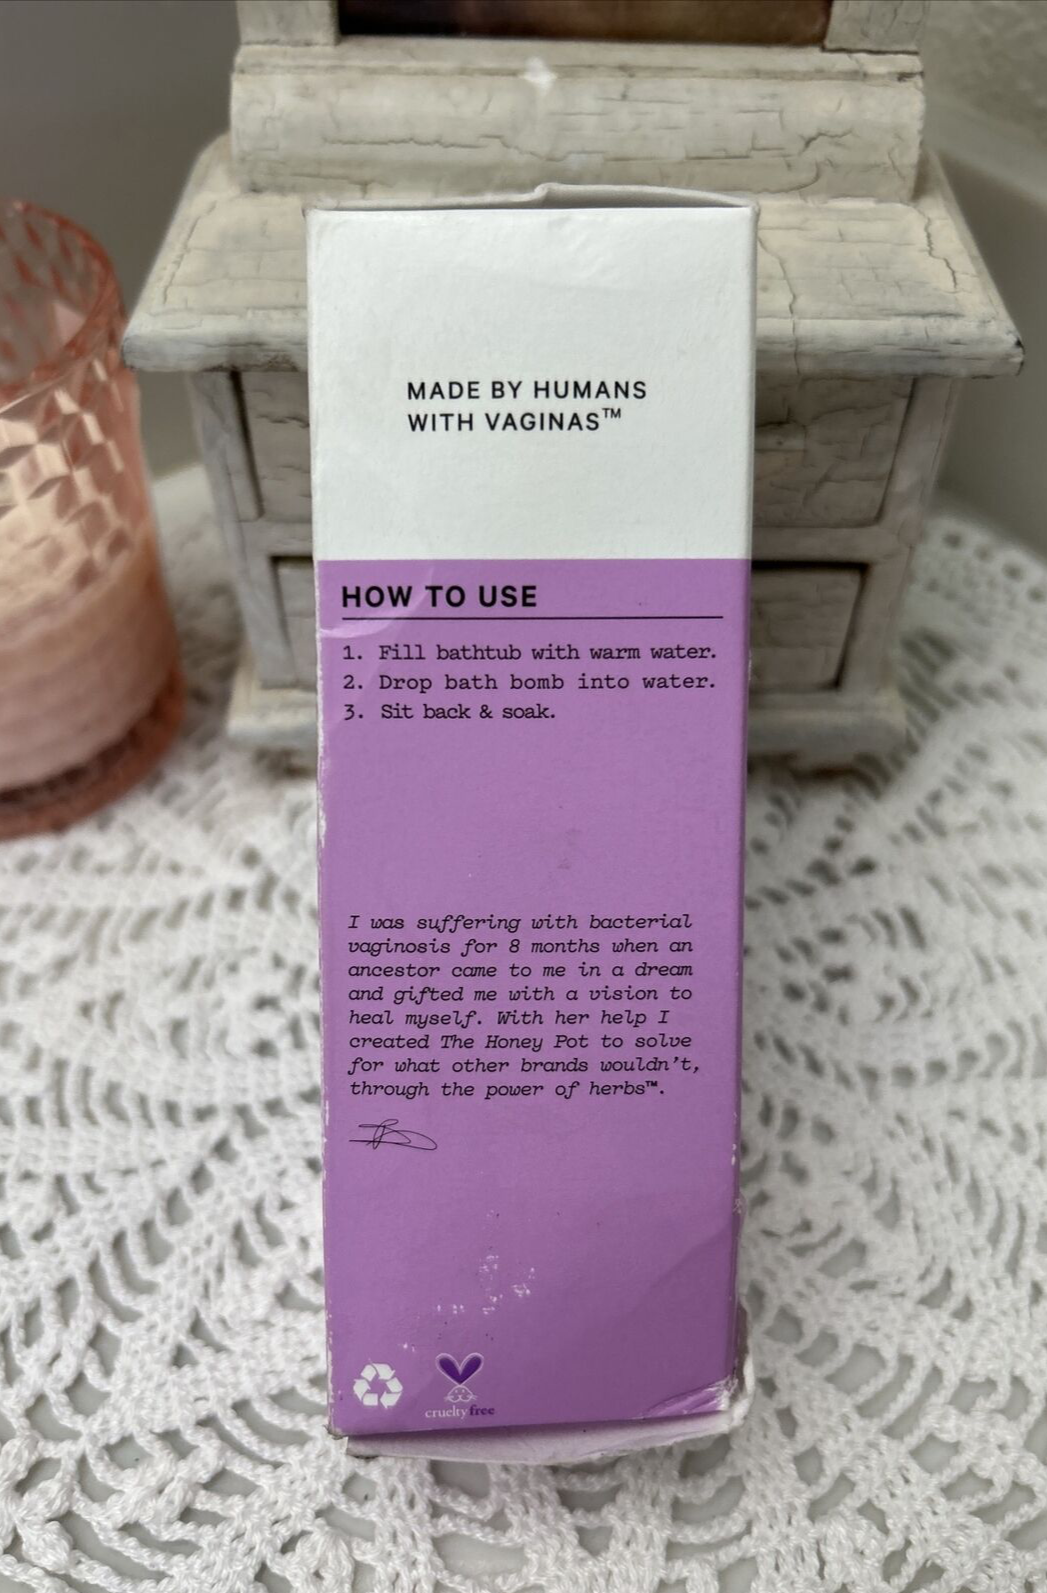 MADE BY HUMANS
WITH VAGINAS™
HOW TO USE
1. Fill bathtub with warm water.
2. Drop bath bomb into water.
3. Sit back & soak.
I was suffering with bacterial
vaginosis for 8 months when an
ancestor came to me in a dream
and gifted me with a vision to
heal myself. With her help I
created The Honey Pot to solve
for what other brands wouldn't,
through the power of herbs™.
crueltyfree